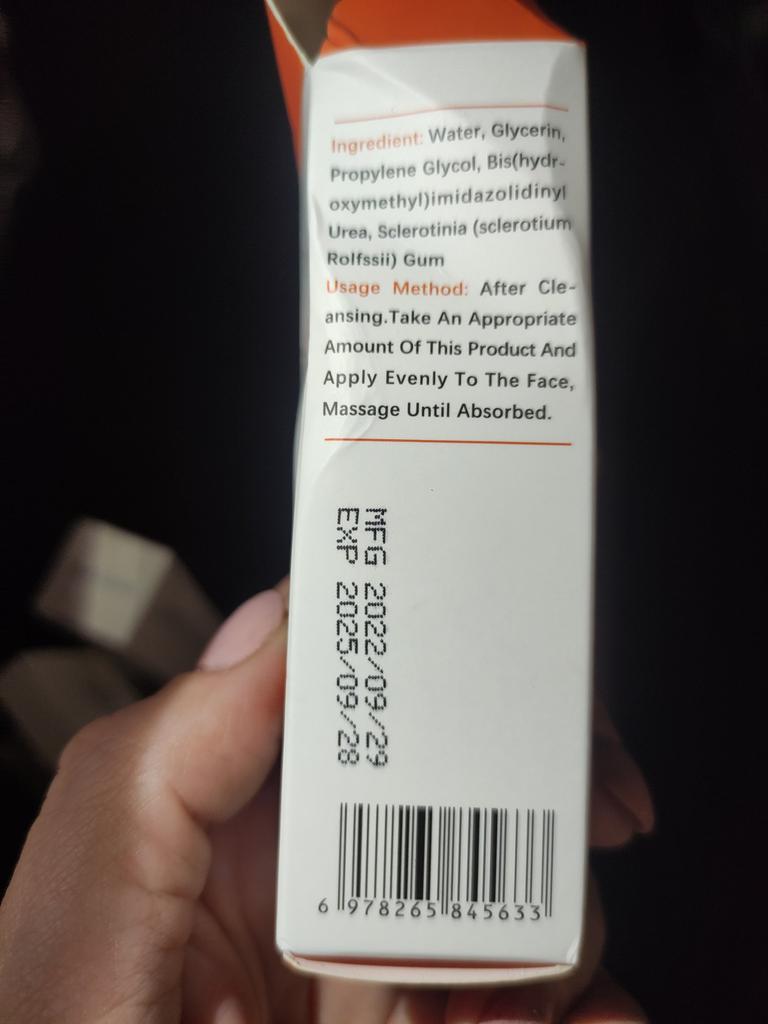 Ingredient: Water, Glycerin,
Propylene Glycol, Bis(hydr-
oxymethyl)imidazolidinyl
Urea, Sclerotinia (sclerotium
Rolfssii) Gum
Usage Method: After Cle-
ansing.Take An Appropriate
Amount Of This Product And
Apply Evenly To The Face,
Massage Until Absorbed.
MFG 2022/09/29
EXP 2025/09/28
6 978265 845633